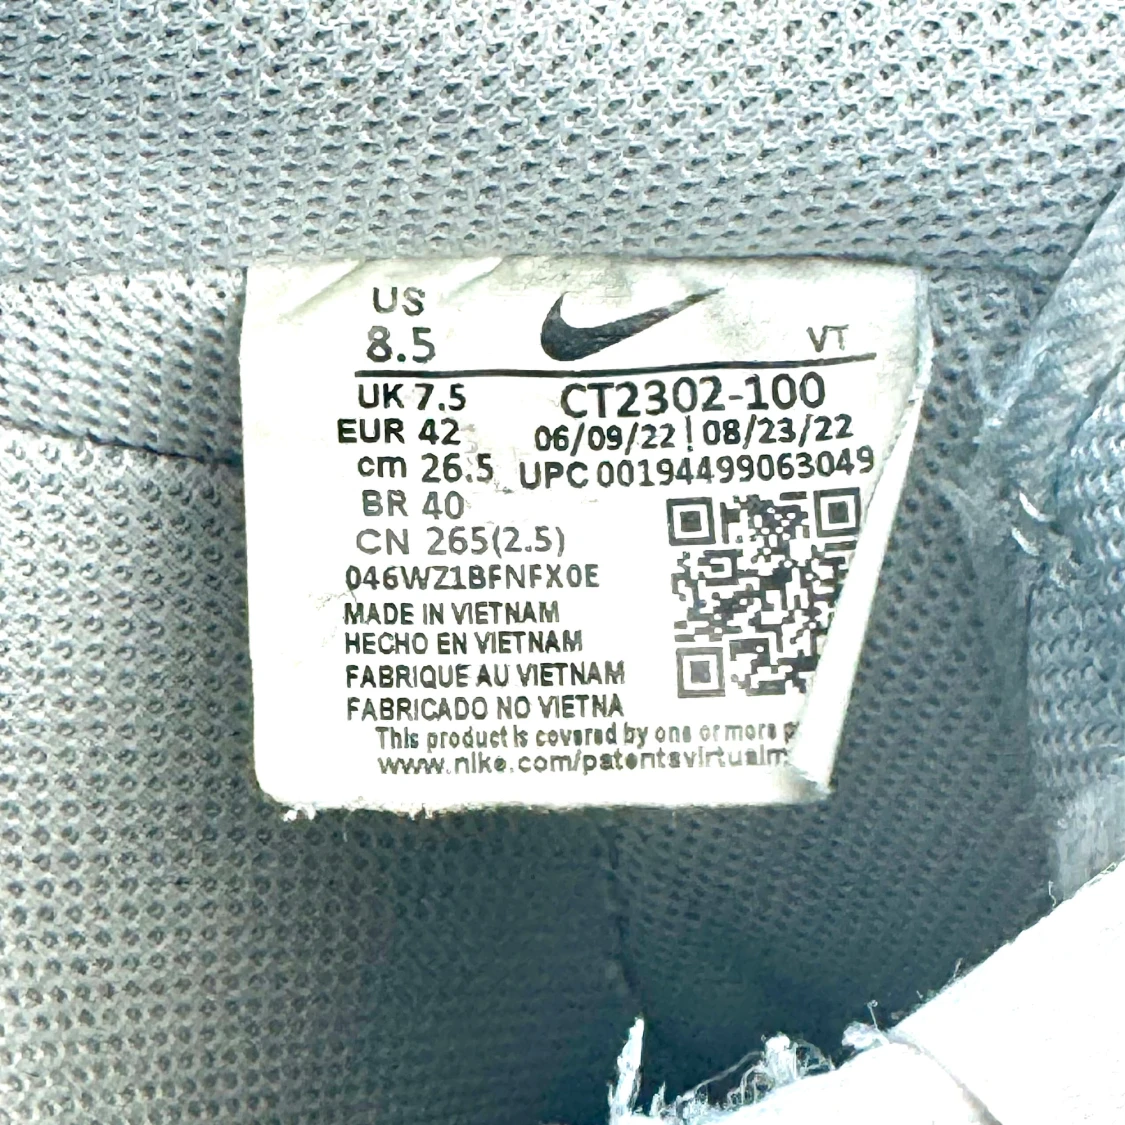 US
8.5
VT
UK 7.5
CT2302-100
EUR 42
06/09/22 | 08/23/22
cm 26.5
UPC 00194499063049
BR 40
CN 265(2.5)
046WZ1BFNFX0E
MADE IN VIETNAM
HECHO EN VIETNAM
FABRIQUE AU VIETNAM
FABRICADO NO VIETNA
This product is covered by one or more p
www.nike.com/patentsvirtualm